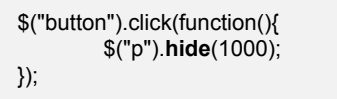 $("button").click(function(){
$("p").hide(1000);
});